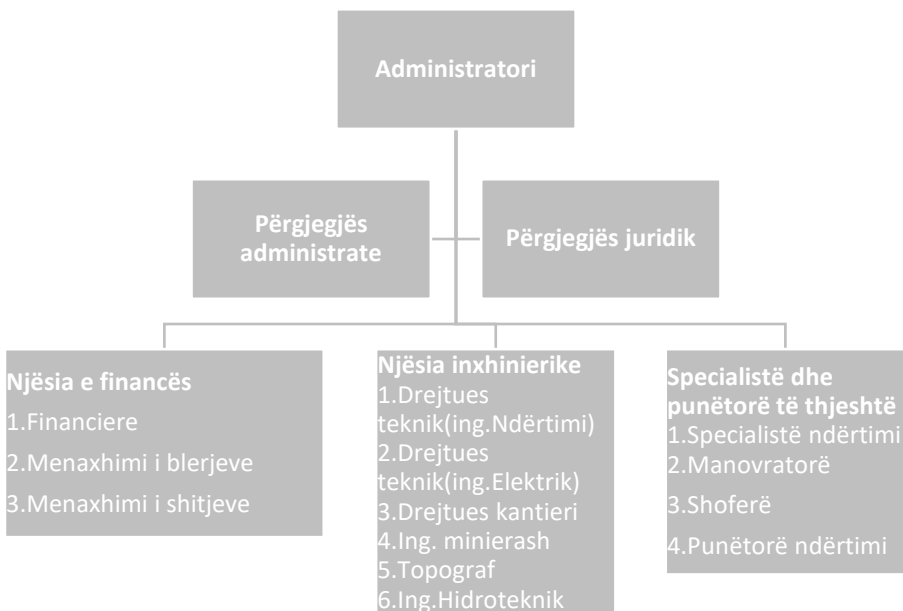 Administratori
Përgjegjës
administrate
Përgjegjës juridik
Njësia e financës
1.Financiere
2.Menaxhimi i blerjeve
3.Menaxhimi i shitjeve
Njësia inxhinierike
1.Drejtues
teknik(ing.Ndërtimi)
2.Drejtues
teknik(ing.Elektrik)
3.Drejtues kantieri
4.Ing. minierash
5.Topograf
6.Ing.Hidroteknik
Specialistë dhe
punëtorë të thjeshtë
1.Specialistë ndërtimi
2.Manovratorë
3.Shoferë
4.Punëtorë ndërtimi